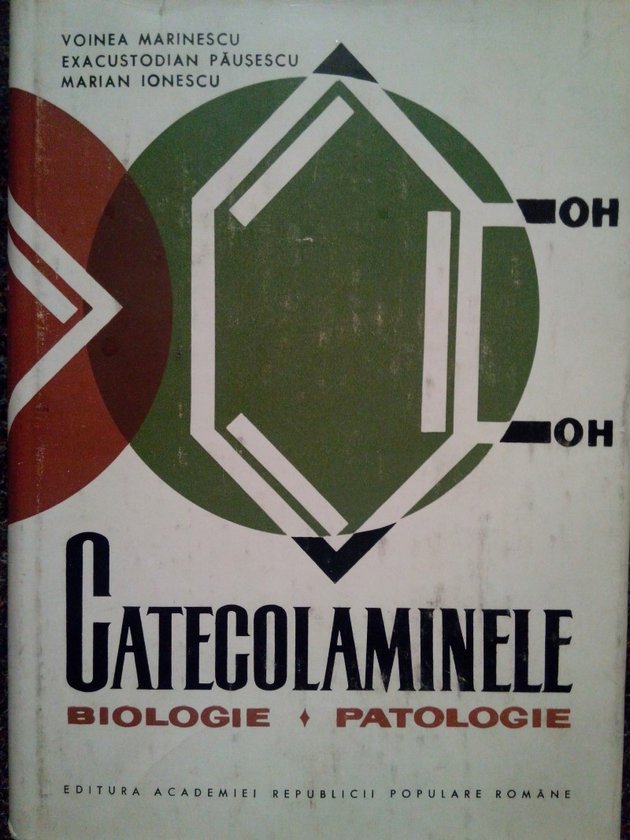 VOINEA MARINESCU
EXACUSTODIAN PĂUSESCU
MARIAN IONESCU
OH
OH
CATECOLAMINELE
BIOLOGIE ♦ PATOLOGIE
EDITURA ACADEMIEI REPUBLICII POPULARE ROMÂNE